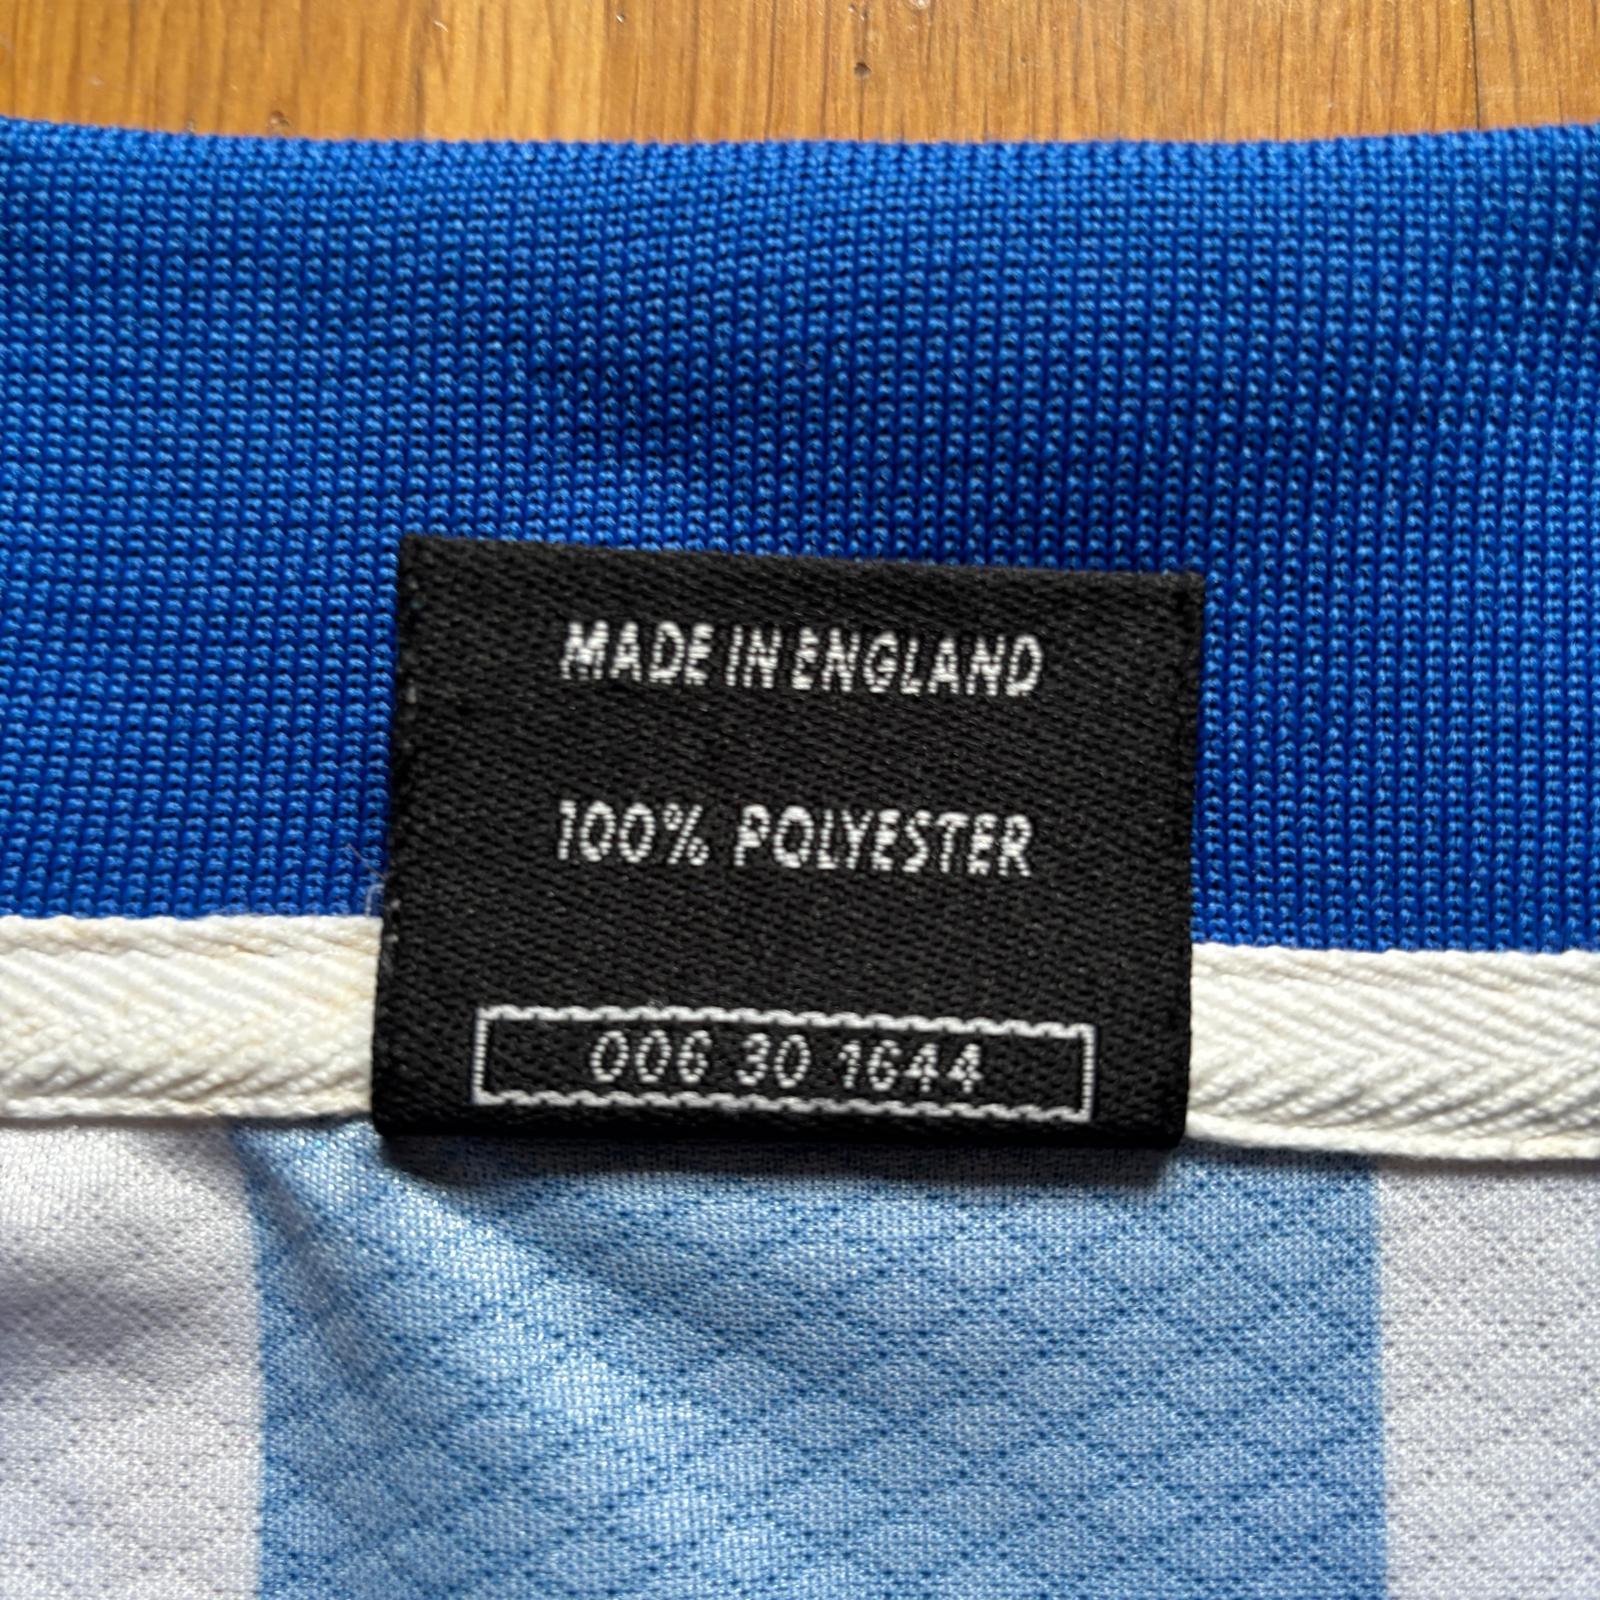 MADE IN ENGLAND
100% POLYESTER
006 30 1644